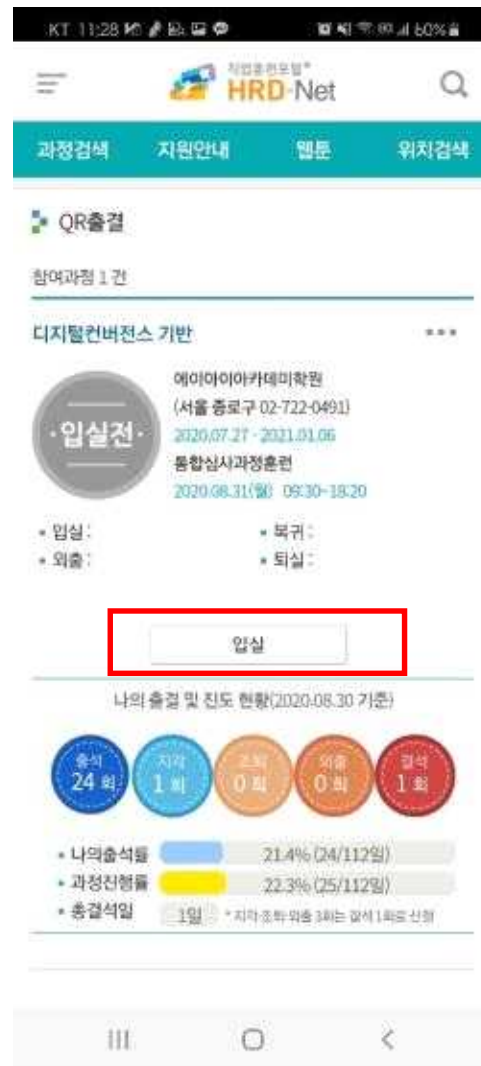 KT 11:28
60%
직업훈련포털
HRD-Net
과정검색 지원안내 웹툰 위치검색
QR출결
참여과정 1 건
디지털컨버전스 기반
·입실전·
에이아이아카데미학원
(서울 종로구 02-722-0491)
2020.07.27 - 2021.01.06
통합심사과정훈련
2020.08.31(월) 09:30~18:20
• 입실 : • 복귀 :
• 외출 : • 퇴실 :
입실
나의 출결 및 진도 현황(2020.08.30 기준)
출석 지각 조퇴 외출 결석
24 회 1 회 0 회 0 회 1 회
• 나의출석률 21.4% (24/112일)
• 과정진행률 22.3% (25/112일)
• 총결석일 1일 * 지각·조퇴·외출 3회는 결석 1회로 산정